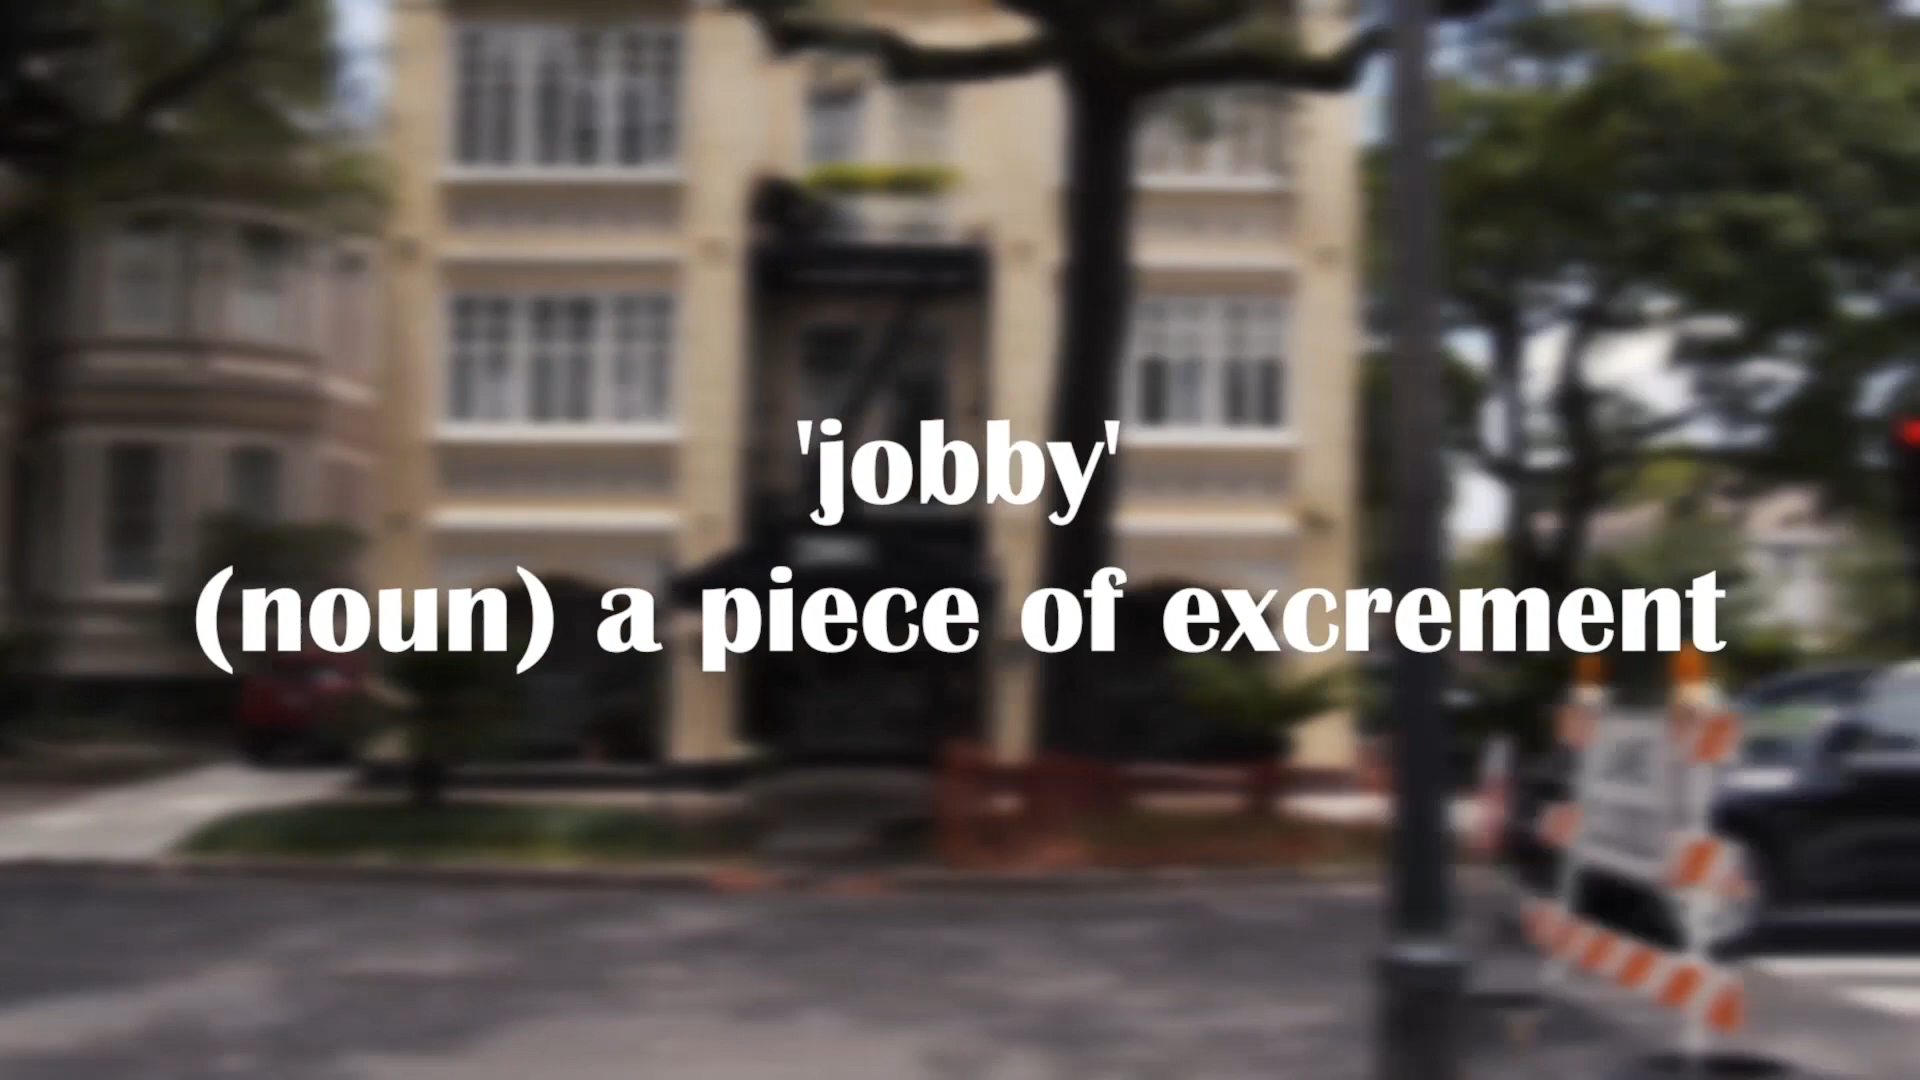 'jobby'
(noun) a piece of excrement